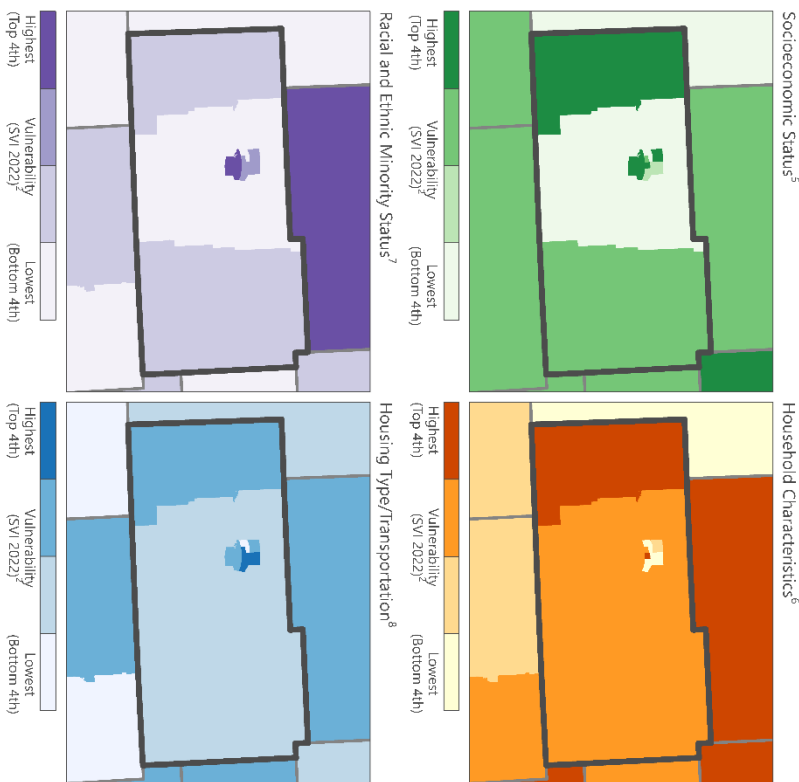 Socioeconomic Status⁵
Highest
(Top 4th)
Vulnerability
(SVI 2022)²
Lowest
(Bottom 4th)
Household Characteristics⁶
Highest
(Top 4th)
Vulnerability
(SVI 2022)²
Lowest
(Bottom 4th)
Racial and Ethnic Minority Status⁷
Highest
(Top 4th)
Vulnerability
(SVI 2022)²
Lowest
(Bottom 4th)
Housing Type/Transportation⁸
Highest
(Top 4th)
Vulnerability
(SVI 2022)²
Lowest
(Bottom 4th)